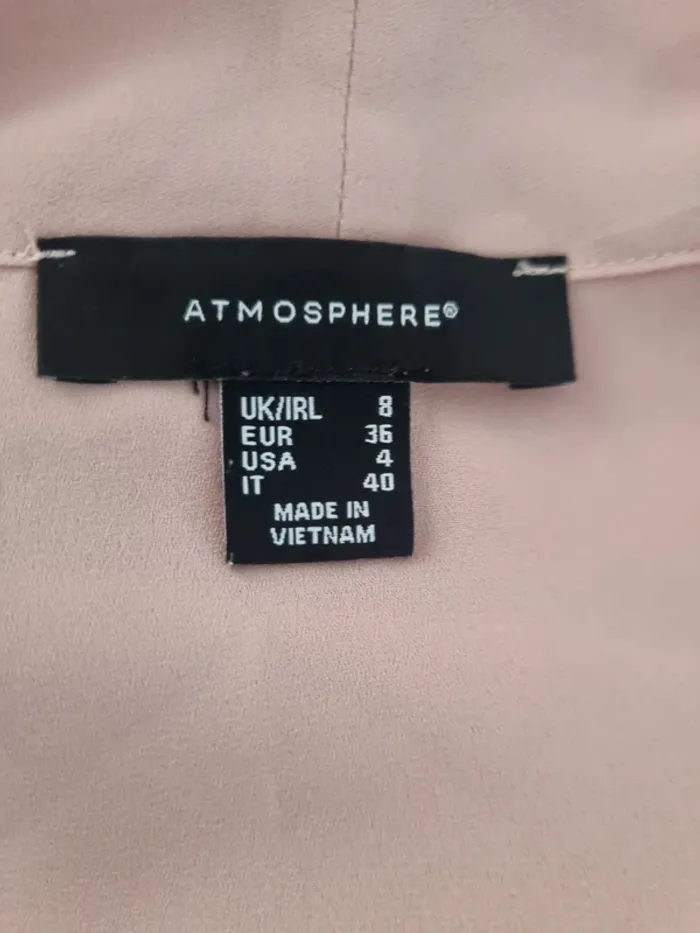 ATMOSPHERE®
UK/IRL 8
EUR 36
USA 4
IT 40
MADE IN
VIETNAM